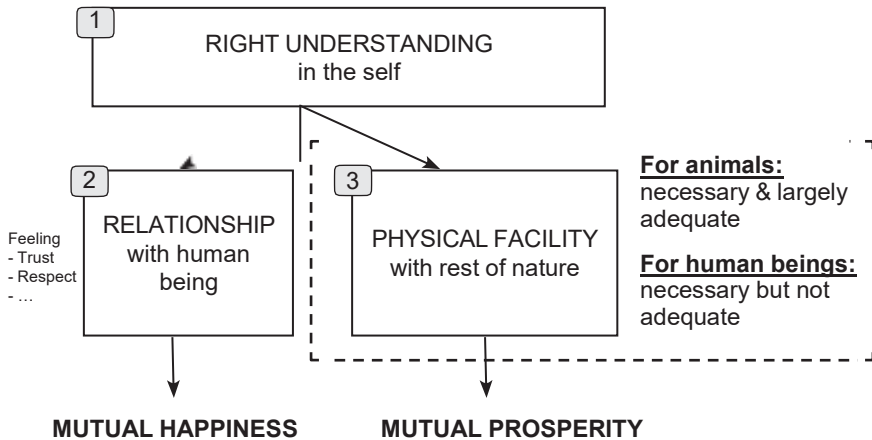 1
RIGHT UNDERSTANDING
in the self
2
RELATIONSHIP
with human
being
Feeling
- Trust
- Respect
- ...
3
PHYSICAL FACILITY
with rest of nature
For animals:
necessary & largely
adequate
For human beings:
necessary but not
adequate
MUTUAL HAPPINESS
MUTUAL PROSPERITY